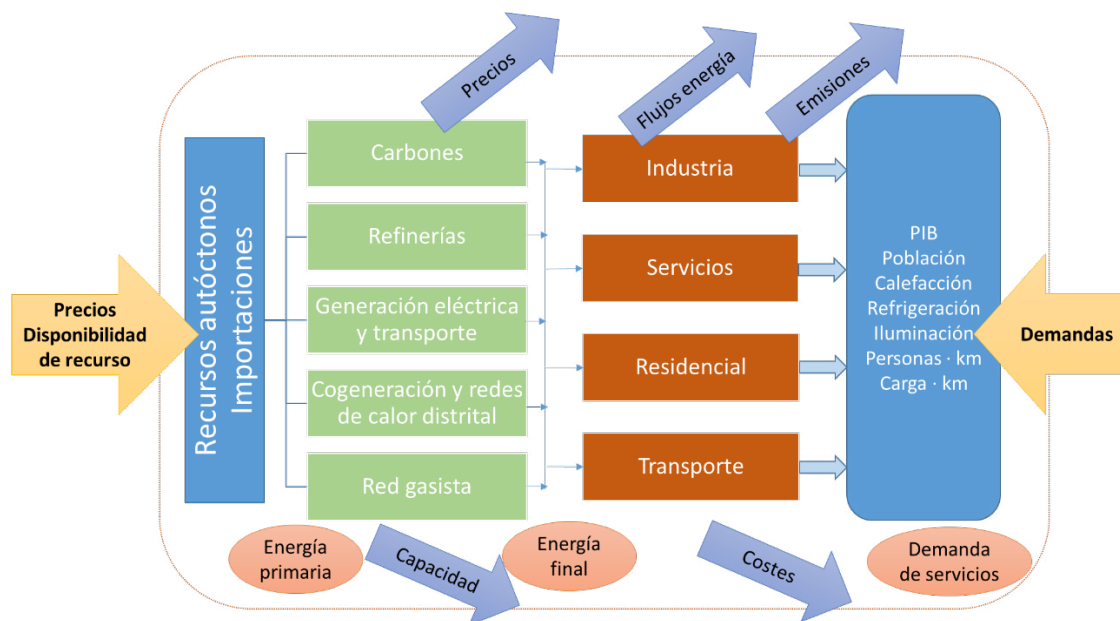 Precios
Flujos energía
Emisiones
Precios
Disponibilidad
de recurso
Recursos autóctonos
Importaciones
Carbones
Refinerías
Generación eléctrica
y transporte
Cogeneración y redes
de calor distrital
Red gasista
Industria
Servicios
Residencial
Transporte
PIB
Población
Calefacción
Refrigeración
Iluminación
Personas · km
Carga · km
Demandas
Energía
primaria
Capacidad
Energía
final
Costes
Demanda
de servicios